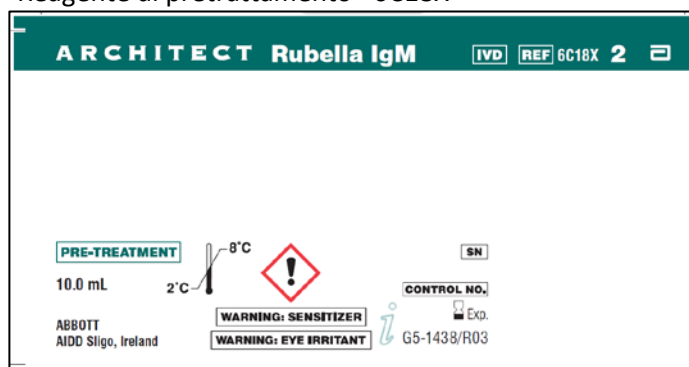 ARCHITECT Rubella IgM IVD REF 6C18X 2
PRE-TREATMENT
8°C
SN
10.0 mL
2°C
CONTROL NO.
WARNING: SENSITIZER
Exp.
ABBOTT
AIDD Sligo, Ireland
WARNING: EYE IRRITANT
i
G5-1438/R03